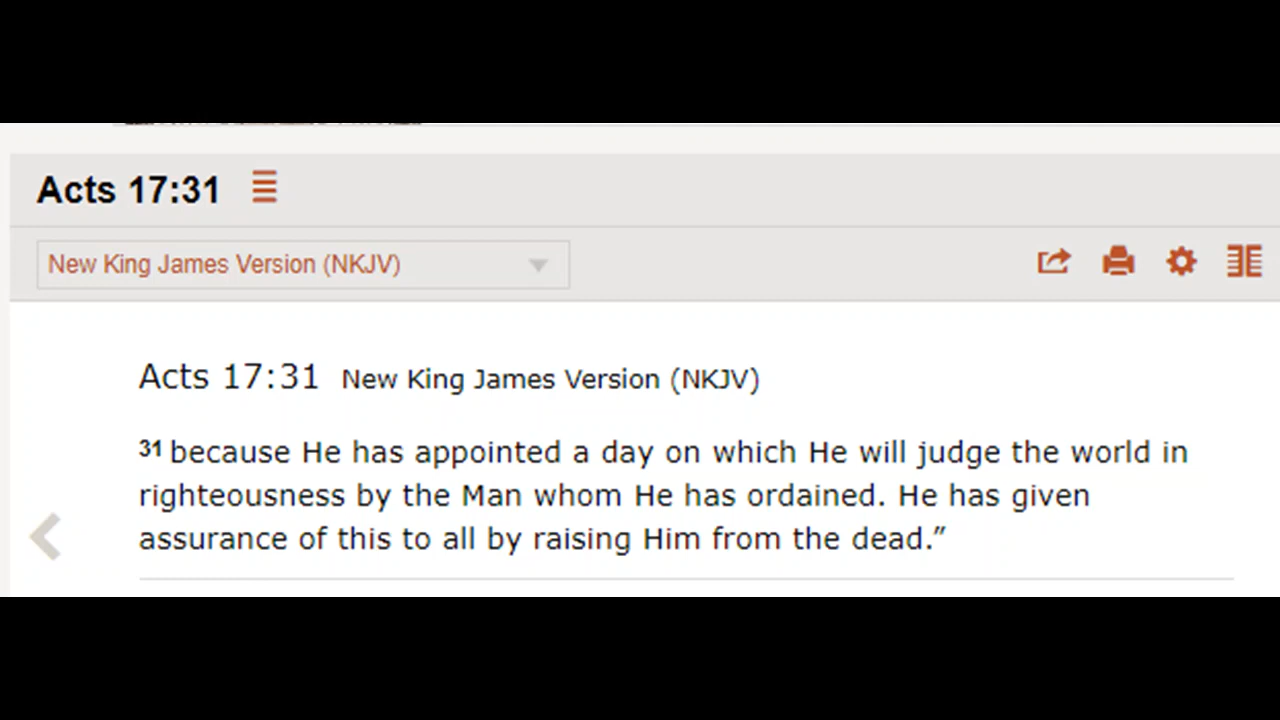 Acts 17:31
New King James Version (NKJV)
Acts 17:31 New King James Version (NKJV)
31 because He has appointed a day on which He will judge the world in
righteousness by the Man whom He has ordained. He has given
assurance of this to all by raising Him from the dead.”